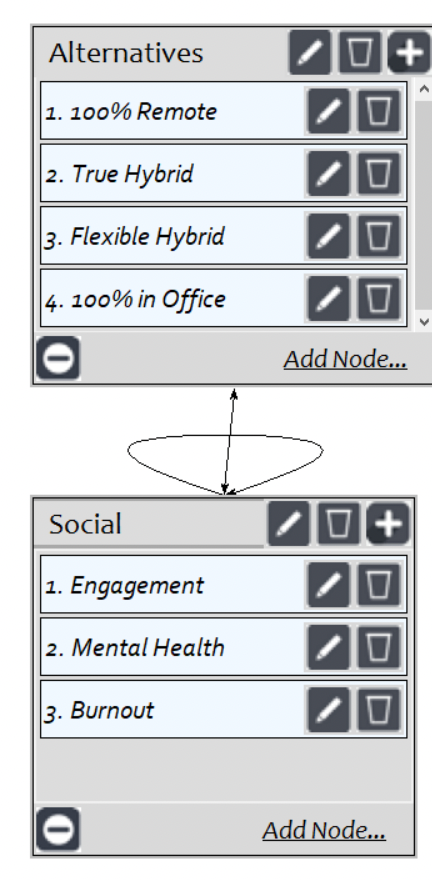 Alternatives
1. 100% Remote
2. True Hybrid
3. Flexible Hybrid
4. 100% in Office
Add Node...
Social
1. Engagement
2. Mental Health
3. Burnout
Add Node...